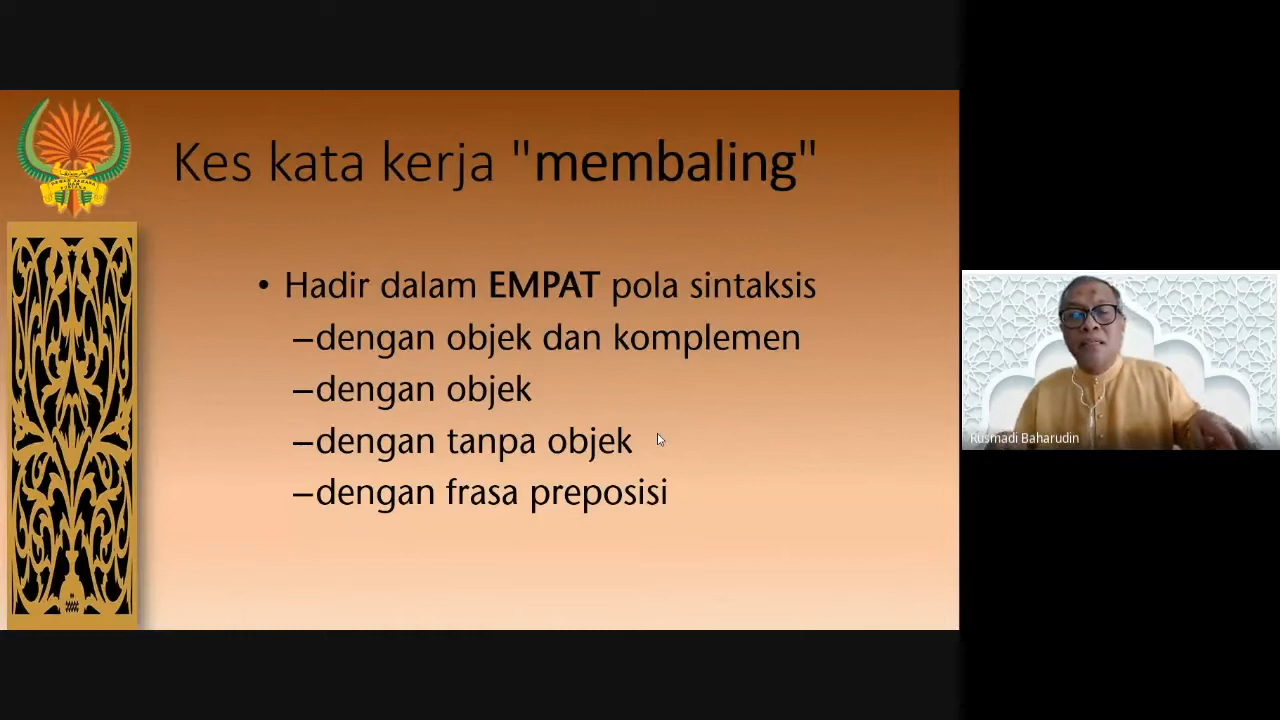 Kes kata kerja "membaling"
• Hadir dalam EMPAT pola sintaksis
–dengan objek dan komplemen
–dengan objek
–dengan tanpa objek
–dengan frasa preposisi
Rusmadi Baharudin